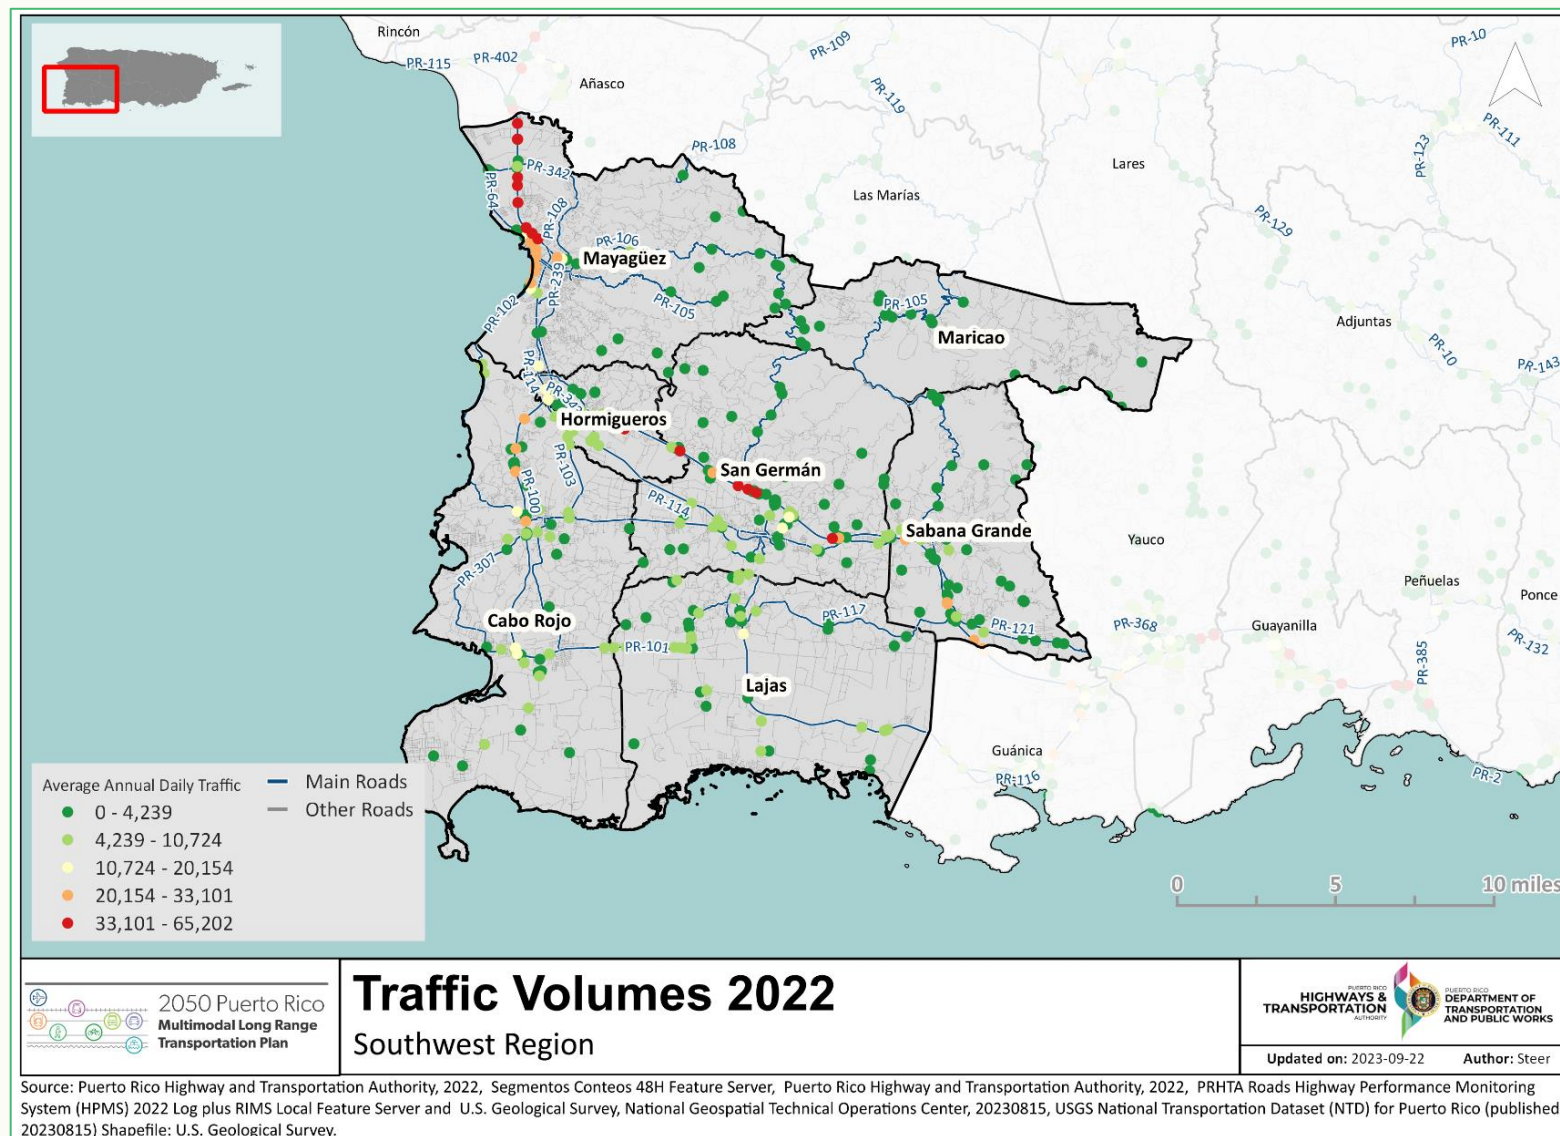 Rincón
PR-115
PR-402
Añasco
PR-109
PR-119
PR-10
PR-111
PR-123
PR-108
Lares
Las Marías
PR-129
PR-342
PR-64
PR-108
PR-106
Mayagüez
PR-239
PR-102
PR-105
PR-105
Maricao
Adjuntas
PR-10
PR-143
PR-114
PR-343
Hormigueros
PR-103
San Germán
PR-100
PR-114
Sabana Grande
Yauco
PR-307
Peñuelas
Ponce
Cabo Rojo
PR-117
PR-121
PR-368
Guayanilla
PR-132
PR-101
PR-385
Lajas
Guánica
PR-116
PR-2
Average Annual Daily Traffic
0 - 4,239
4,239 - 10,724
10,724 - 20,154
20,154 - 33,101
33,101 - 65,202
Main Roads
Other Roads
0 5 10 miles
2050 Puerto Rico
Multimodal Long Range
Transportation Plan
Traffic Volumes 2022
Southwest Region
PUERTO RICO
HIGHWAYS &
TRANSPORTATION
AUTHORITY
PUERTO RICO
DEPARTMENT OF
TRANSPORTATION
AND PUBLIC WORKS
Updated on: 2023-09-22 Author: Steer
Source: Puerto Rico Highway and Transportation Authority, 2022, Segmentos Conteos 48H Feature Server, Puerto Rico Highway and Transportation Authority, 2022, PRHTA Roads Highway Performance Monitoring
System (HPMS) 2022 Log plus RIMS Local Feature Server and U.S. Geological Survey, National Geospatial Technical Operations Center, 20230815, USGS National Transportation Dataset (NTD) for Puerto Rico (published
20230815) Shapefile: U.S. Geological Survey.